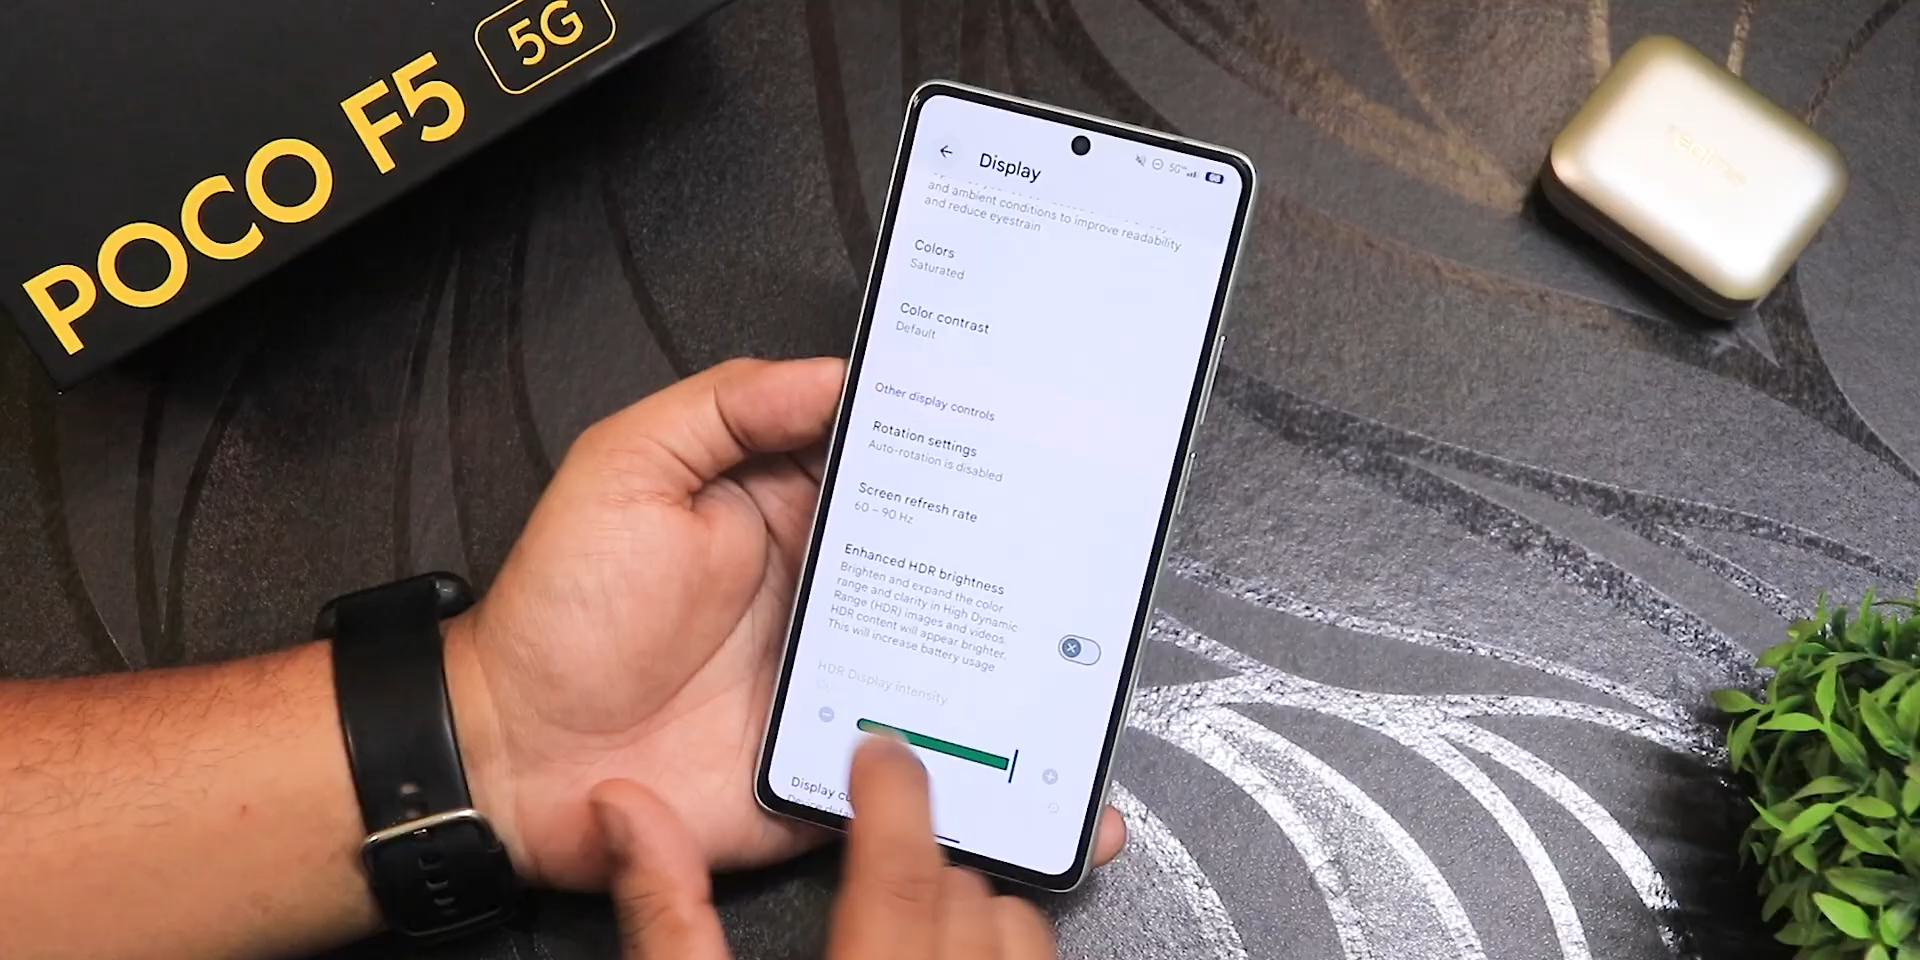 POCO F5 5G
realme
Display
5G
and ambient conditions to improve readability
and reduce eyestrain
Colors
Saturated
Color contrast
Default
Other display controls
Rotation settings
Auto-rotation is disabled
Screen refresh rate
60 – 90 Hz
Enhanced HDR brightness
Brighten and expand the color
range and clarity in High Dynamic
Range (HDR) images and videos.
HDR content will appear brighter.
This will increase battery usage
HDR Display intensity
Display
Device